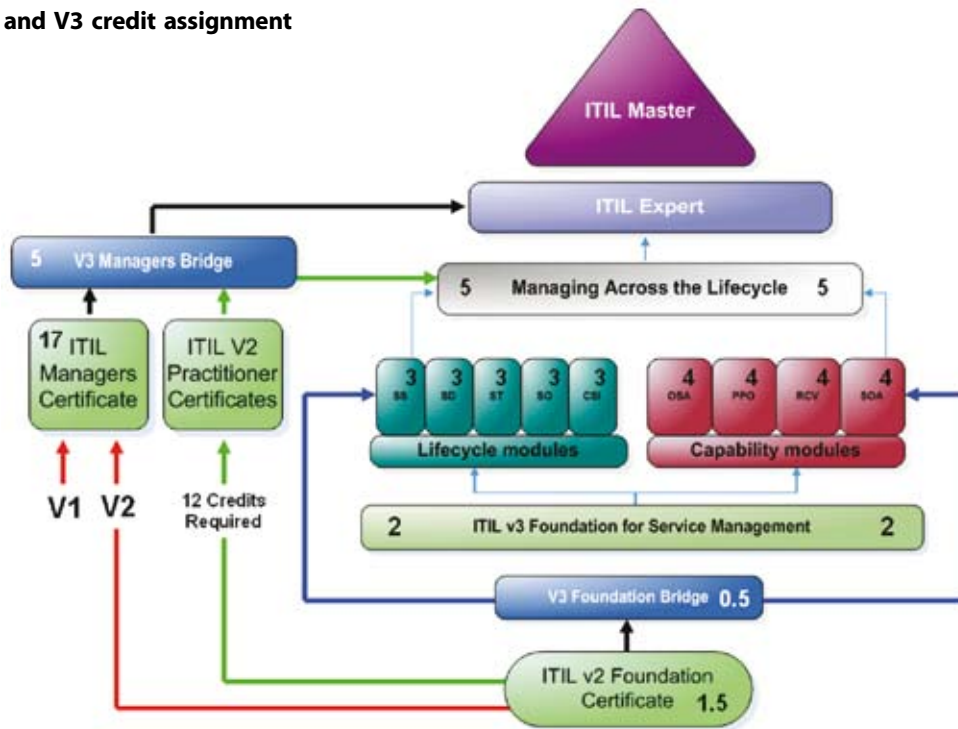 and V3 credit assignment
ITIL Master
ITIL Expert
5 V3 Managers Bridge
5 Managing Across the Lifecycle 5
17 ITIL
Managers
Certificate
ITIL V2
Practitioner
Certificates
3 3 3 3 3
SS SD ST SO CSI
Lifecycle modules
4 4 4 4
OSA PPO RCV SOA
Capability modules
V1 V2
12 Credits
Required
2 ITIL v3 Foundation for Service Management 2
V3 Foundation Bridge 0.5
ITIL v2 Foundation
Certificate 1.5